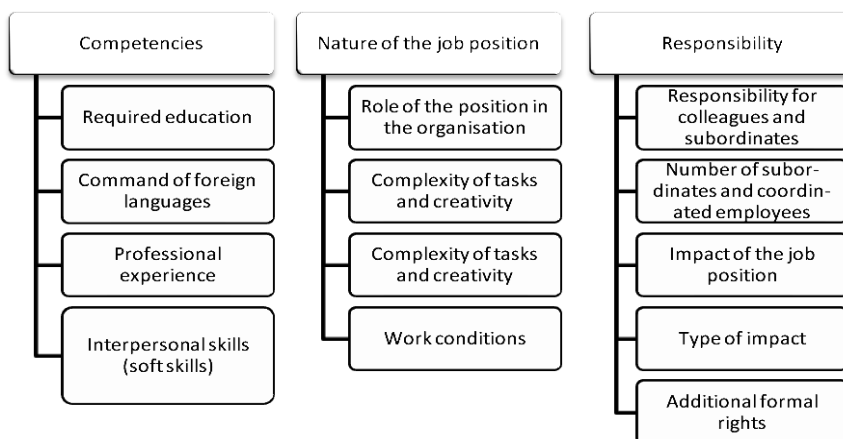 Competencies
Required education
Command of foreign
languages
Professional
experience
Interpersonal skills
(soft skills)
Nature of the job position
Role of the position in
the organisation
Complexity of tasks
and creativity
Complexity of tasks
and creativity
Work conditions
Responsibility
Responsibility for
colleagues and
subordinates
Number of subor-
dinates and coordin-
ated employees
Impact of the job
position
Type of impact
Additional formal
rights